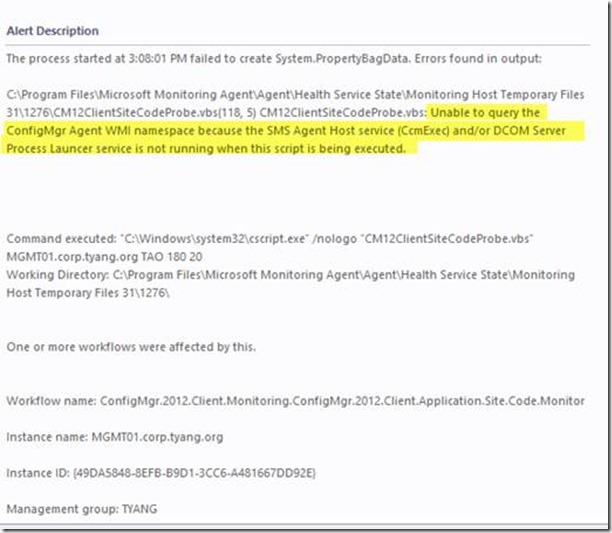 Alert Description
The process started at 3:08:01 PM failed to create System.PropertyBagData. Errors found in output:
C:\Program Files\Microsoft Monitoring Agent\Agent\Health Service State\Monitoring Host Temporary Files
31\1276\CM12ClientSiteCodeProbe.vbs(118, 5) CM12ClientSiteCodeProbe.vbs: Unable to query the
ConfigMgr Agent WMI namespace because the SMS Agent Host service (CcmExec) and/or DCOM Server
Process Launcer service is not running when this script is being executed.
Command executed: "C:\Windows\system32\cscript.exe" /nologo "CM12ClientSiteCodeProbe.vbs"
MGMT01.corp.tyang.org TAO 180 20
Working Directory: C:\Program Files\Microsoft Monitoring Agent\Agent\Health Service State\Monitoring
Host Temporary Files 31\1276\
One or more workflows were affected by this.
Workflow name: ConfigMgr.2012.Client.Monitoring.ConfigMgr.2012.Client.Application.Site.Code.Monitor
Instance name: MGMT01.corp.tyang.org
Instance ID: {49DA5848-8EFB-B9D1-3CC6-A481667DD92E}
Management group: TYANG